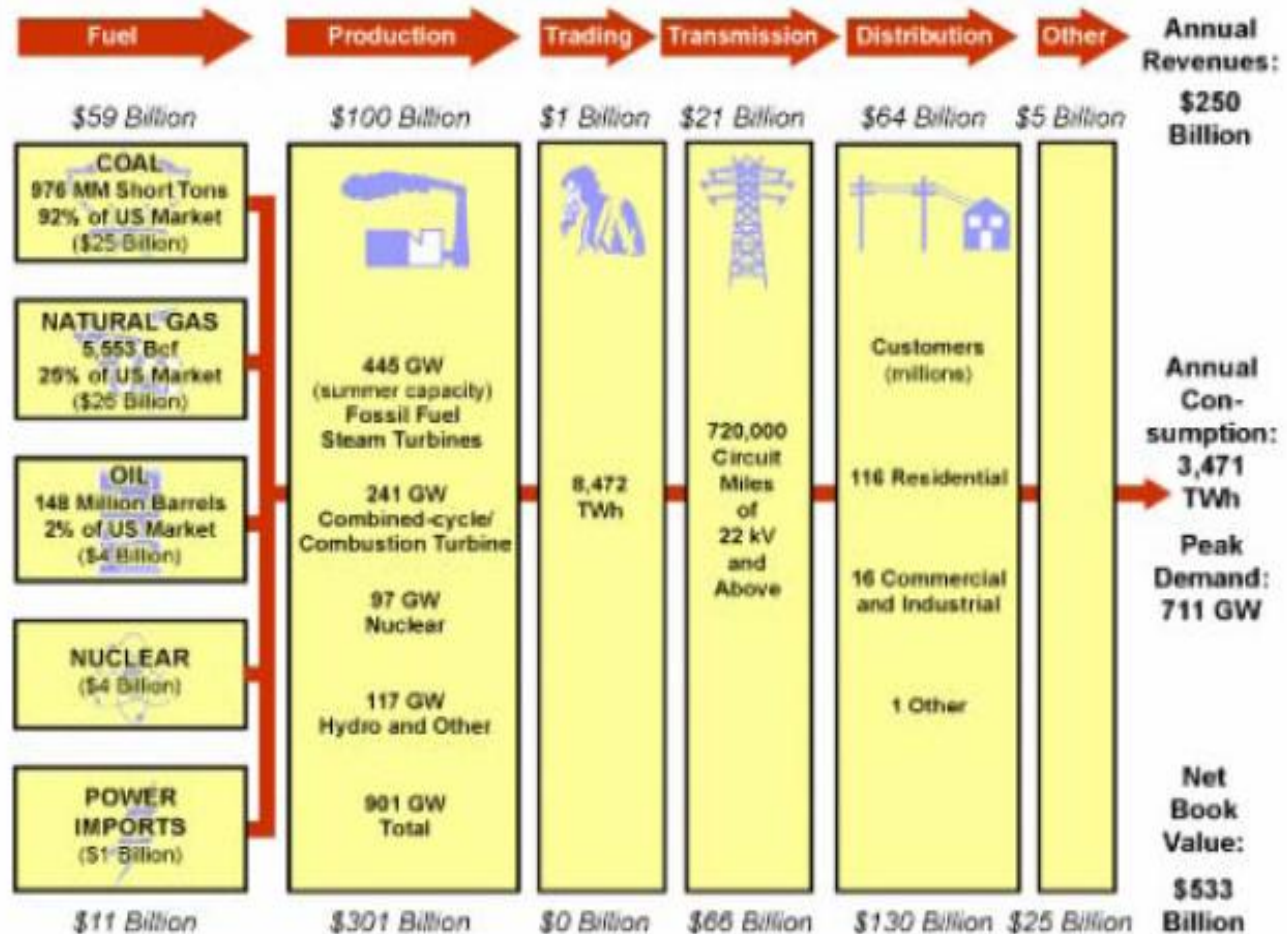 Fuel
Production
Trading
Transmission
Distribution
Other
Annual
Revenues:
$250
Billion
$59 Billion
$100 Billion
$1 Billion
$21 Billion
$64 Billion
$5 Billion
COAL
976 MM Short Tons
92% of US Market
($25 Billion)
NATURAL GAS
5,553 Bcf
25% of US Market
($25 Billion)
OIL
148 Million Barrels
2% of US Market
($4 Billion)
NUCLEAR
($4 Billion)
POWER
IMPORTS
($1 Billion)
445 GW
(summer capacity)
Fossil Fuel
Steam Turbines
241 GW
Combined-cycle/
Combustion Turbine
97 GW
Nuclear
117 GW
Hydro and Other
901 GW
Total
8,472
TWh
720,000
Circuit
Miles
of
22 kV
and
Above
Customers
(millions)
116 Residential
16 Commercial
and Industrial
1 Other
Annual
Con-
sumption:
3,471
TWh
Peak
Demand:
711 GW
Net
Book
Value:
$533
Billion
$11 Billion
$301 Billion
$0 Billion
$66 Billion
$130 Billion
$25 Billion